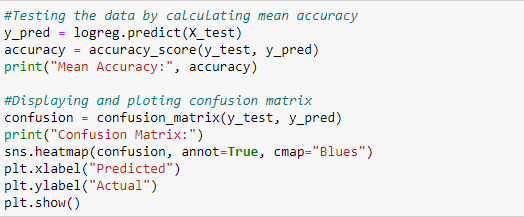 #Testing the data by calculating mean accuracy
y_pred = logreg.predict(X_test)
accuracy = accuracy_score(y_test, y_pred)
print("Mean Accuracy:", accuracy)
#Displaying and ploting confusion matrix
confusion = confusion_matrix(y_test, y_pred)
print("Confusion Matrix:")
sns.heatmap(confusion, annot=True, cmap="Blues")
plt.xlabel("Predicted")
plt.ylabel("Actual")
plt.show()